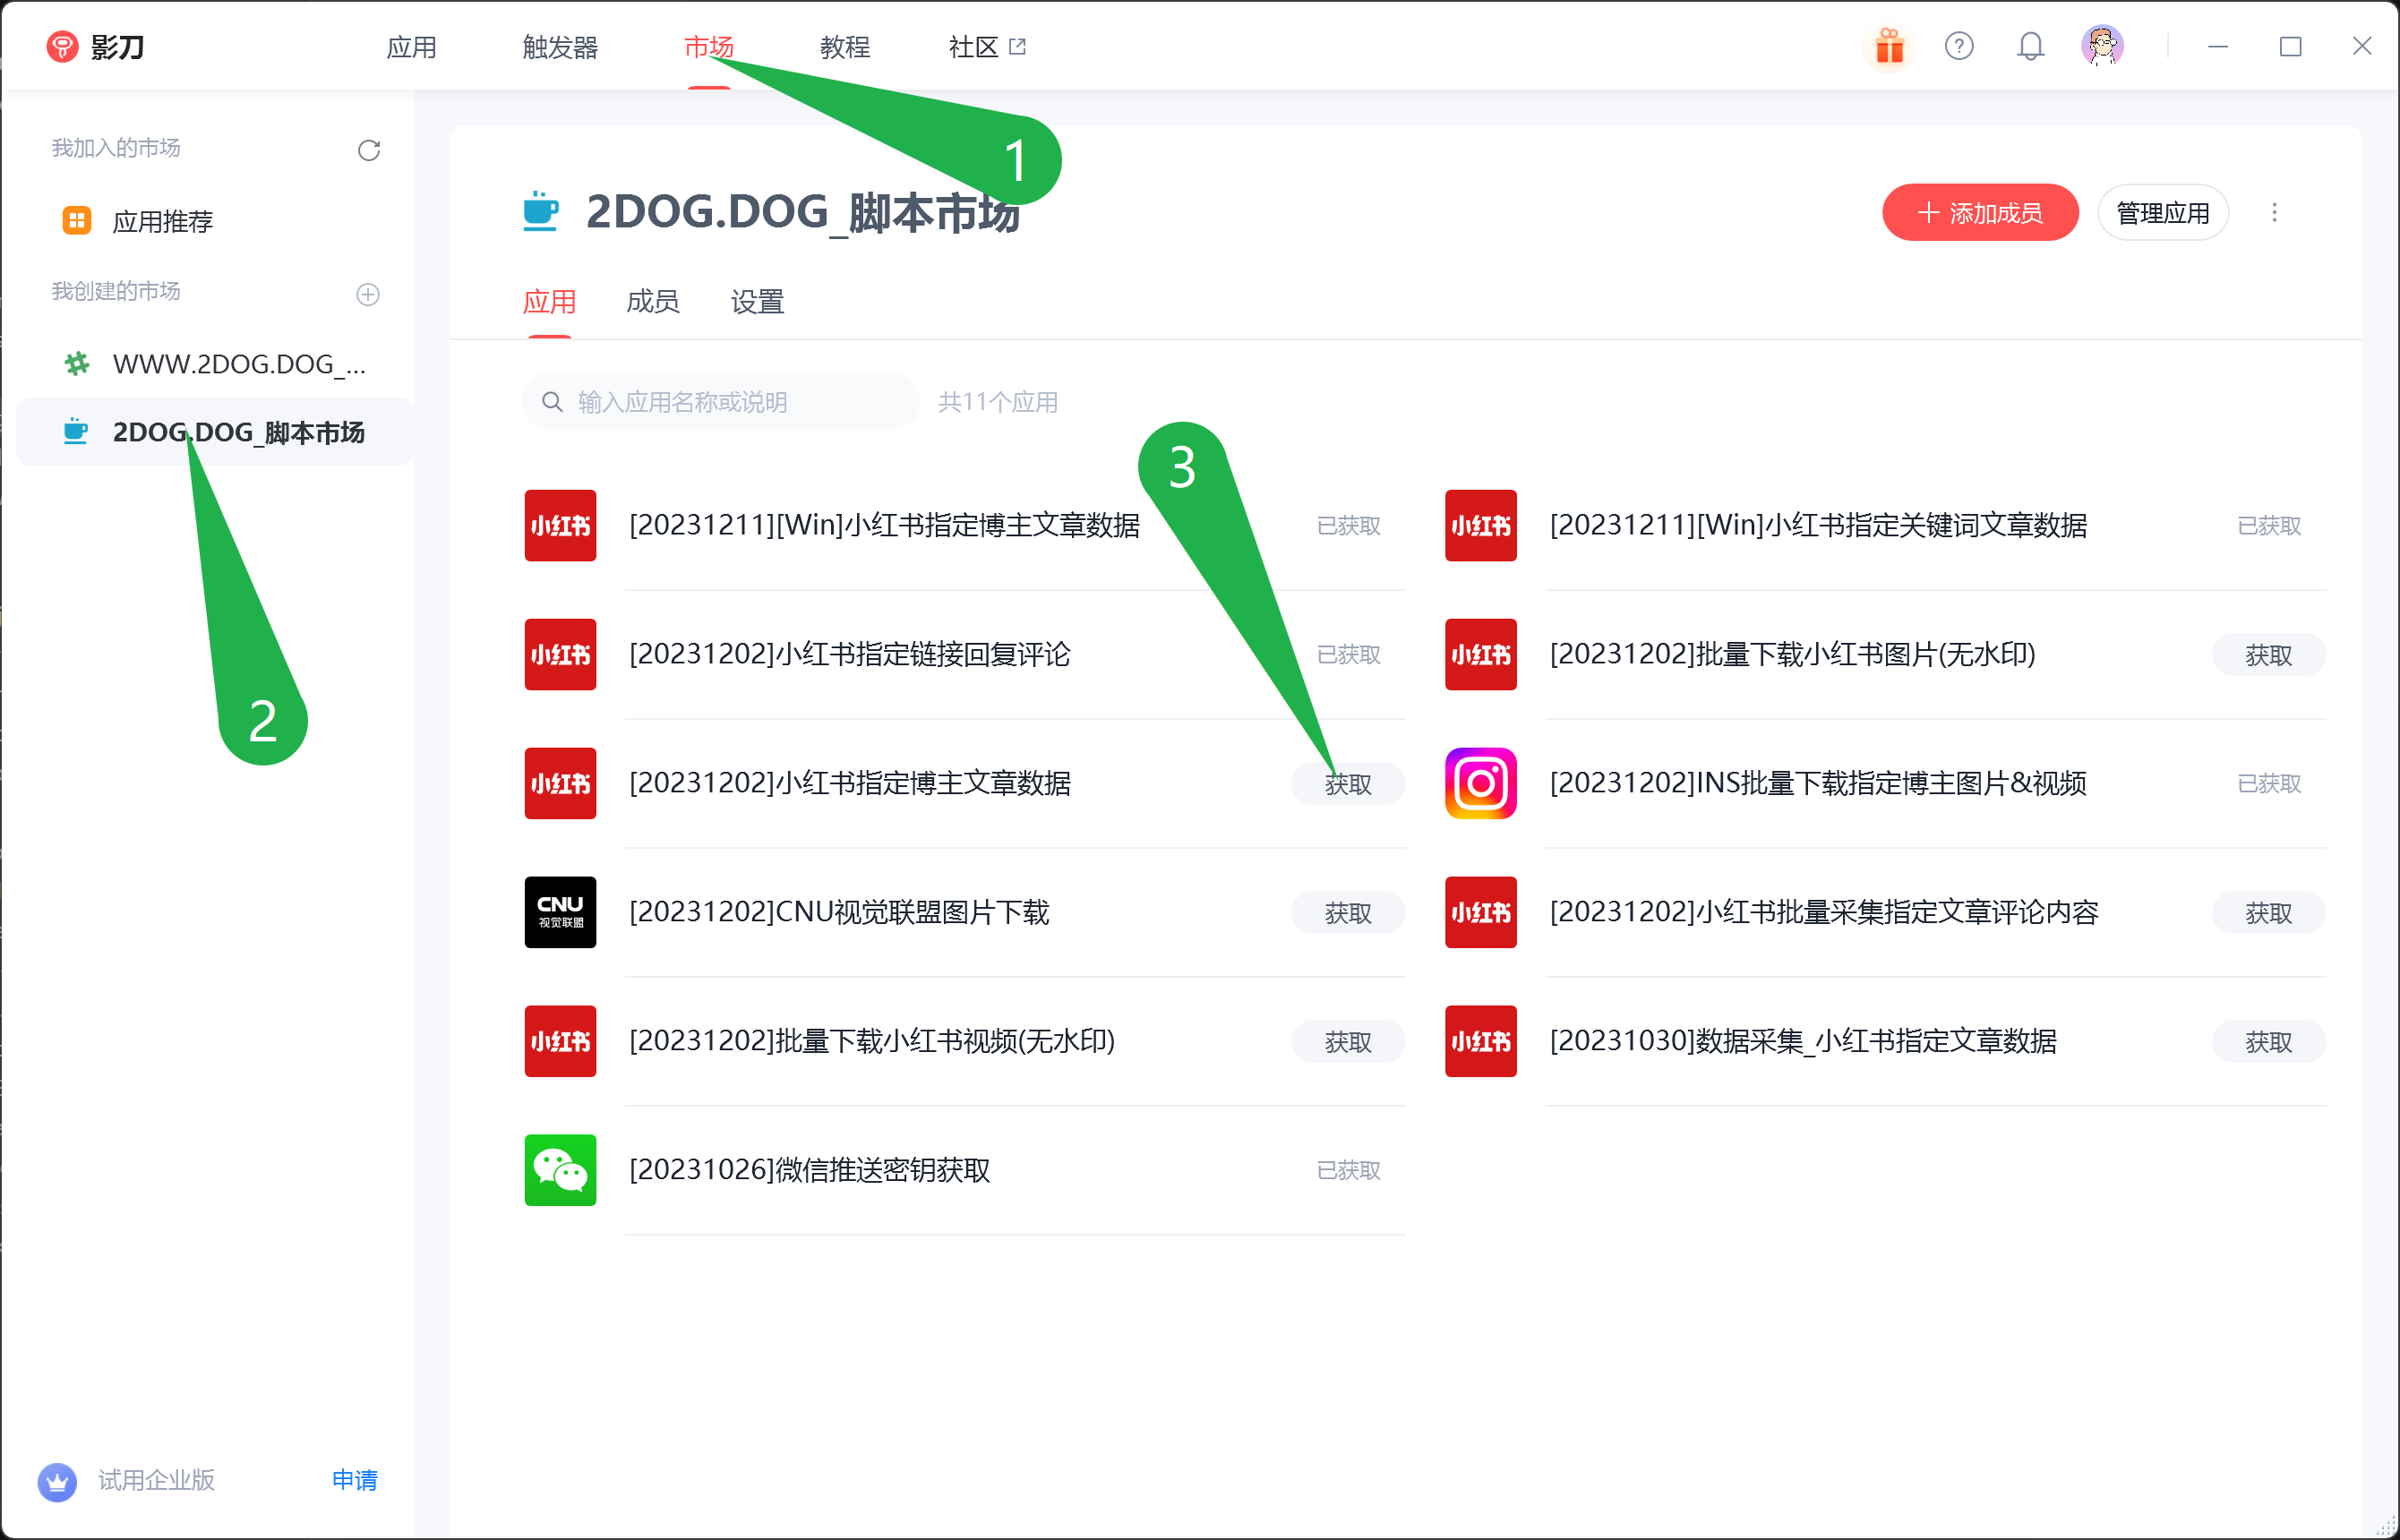 影刀
应用
触发器
市场
教程
社区
我加入的市场
应用推荐
我创建的市场
WWW.2DOG.DOG_...
2DOG.DOG_脚本市场
试用企业版
申请
1
2
3
2DOG.DOG_脚本市场
添加成员
管理应用
应用
成员
设置
输入应用名称或说明
共11个应用
小红书
[20231211][Win]小红书指定博主文章数据
已获取
小红书
[20231211][Win]小红书指定关键词文章数据
已获取
小红书
[20231202]小红书指定链接回复评论
已获取
小红书
[20231202]批量下载小红书图片(无水印)
获取
小红书
[20231202]小红书指定博主文章数据
获取
[20231202]INS批量下载指定博主图片&视频
已获取
CNU
视觉联盟
[20231202]CNU视觉联盟图片下载
获取
小红书
[20231202]小红书批量采集指定文章评论内容
获取
小红书
[20231202]批量下载小红书视频(无水印)
获取
小红书
[20231030]数据采集_小红书指定文章数据
获取
[20231026]微信推送密钥获取
已获取